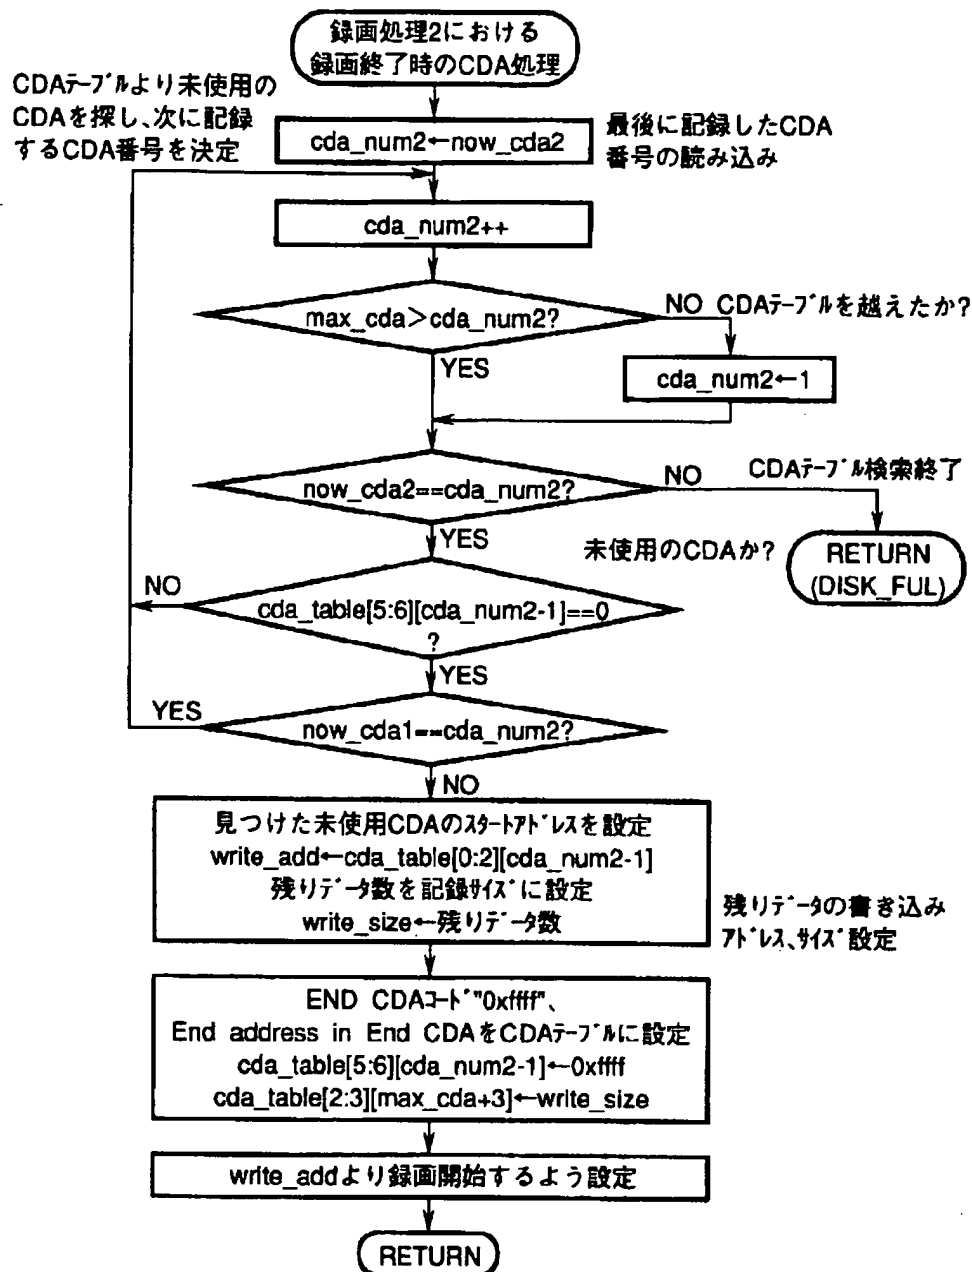 録画処理2における
録画終了時のCDA処理
CDAﾃｰﾌﾞﾙより未使用の
CDAを探し､次に記録
するCDA番号を決定
cda_num2←now_cda2
最後に記録したCDA
番号の読み込み
cda_num2++
max_cda>cda_num2?
NO CDAﾃｰﾌﾞﾙを越えたか?
YES
cda_num2←1
now_cda2==cda_num2?
NO
CDAﾃｰﾌﾞﾙ検索終了
YES
未使用のCDAか?
RETURN
(DISK_FUL)
NO
cda_table[5:6][cda_num2-1]==0
?
YES
YES
now_cda1==cda_num2?
NO
見つけた未使用CDAのｽﾀｰﾄｱﾄﾞﾚｽを設定
write_add←cda_table[0:2][cda_num2-1]
残りﾃﾞｰﾀ数を記録ｻｲｽﾞに設定
write_size←残りﾃﾞｰﾀ数
残りﾃﾞｰﾀの書き込み
ｱﾄﾞﾚｽ､ｻｲｽﾞ設定
END CDAｺｰﾄﾞ"0xffff"､
End address in End CDAをCDAﾃｰﾌﾞﾙに設定
cda_table[5:6][cda_num2-1]←0xffff
cda_table[2:3][max_cda+3]←write_size
write_addより録画開始するよう設定
RETURN